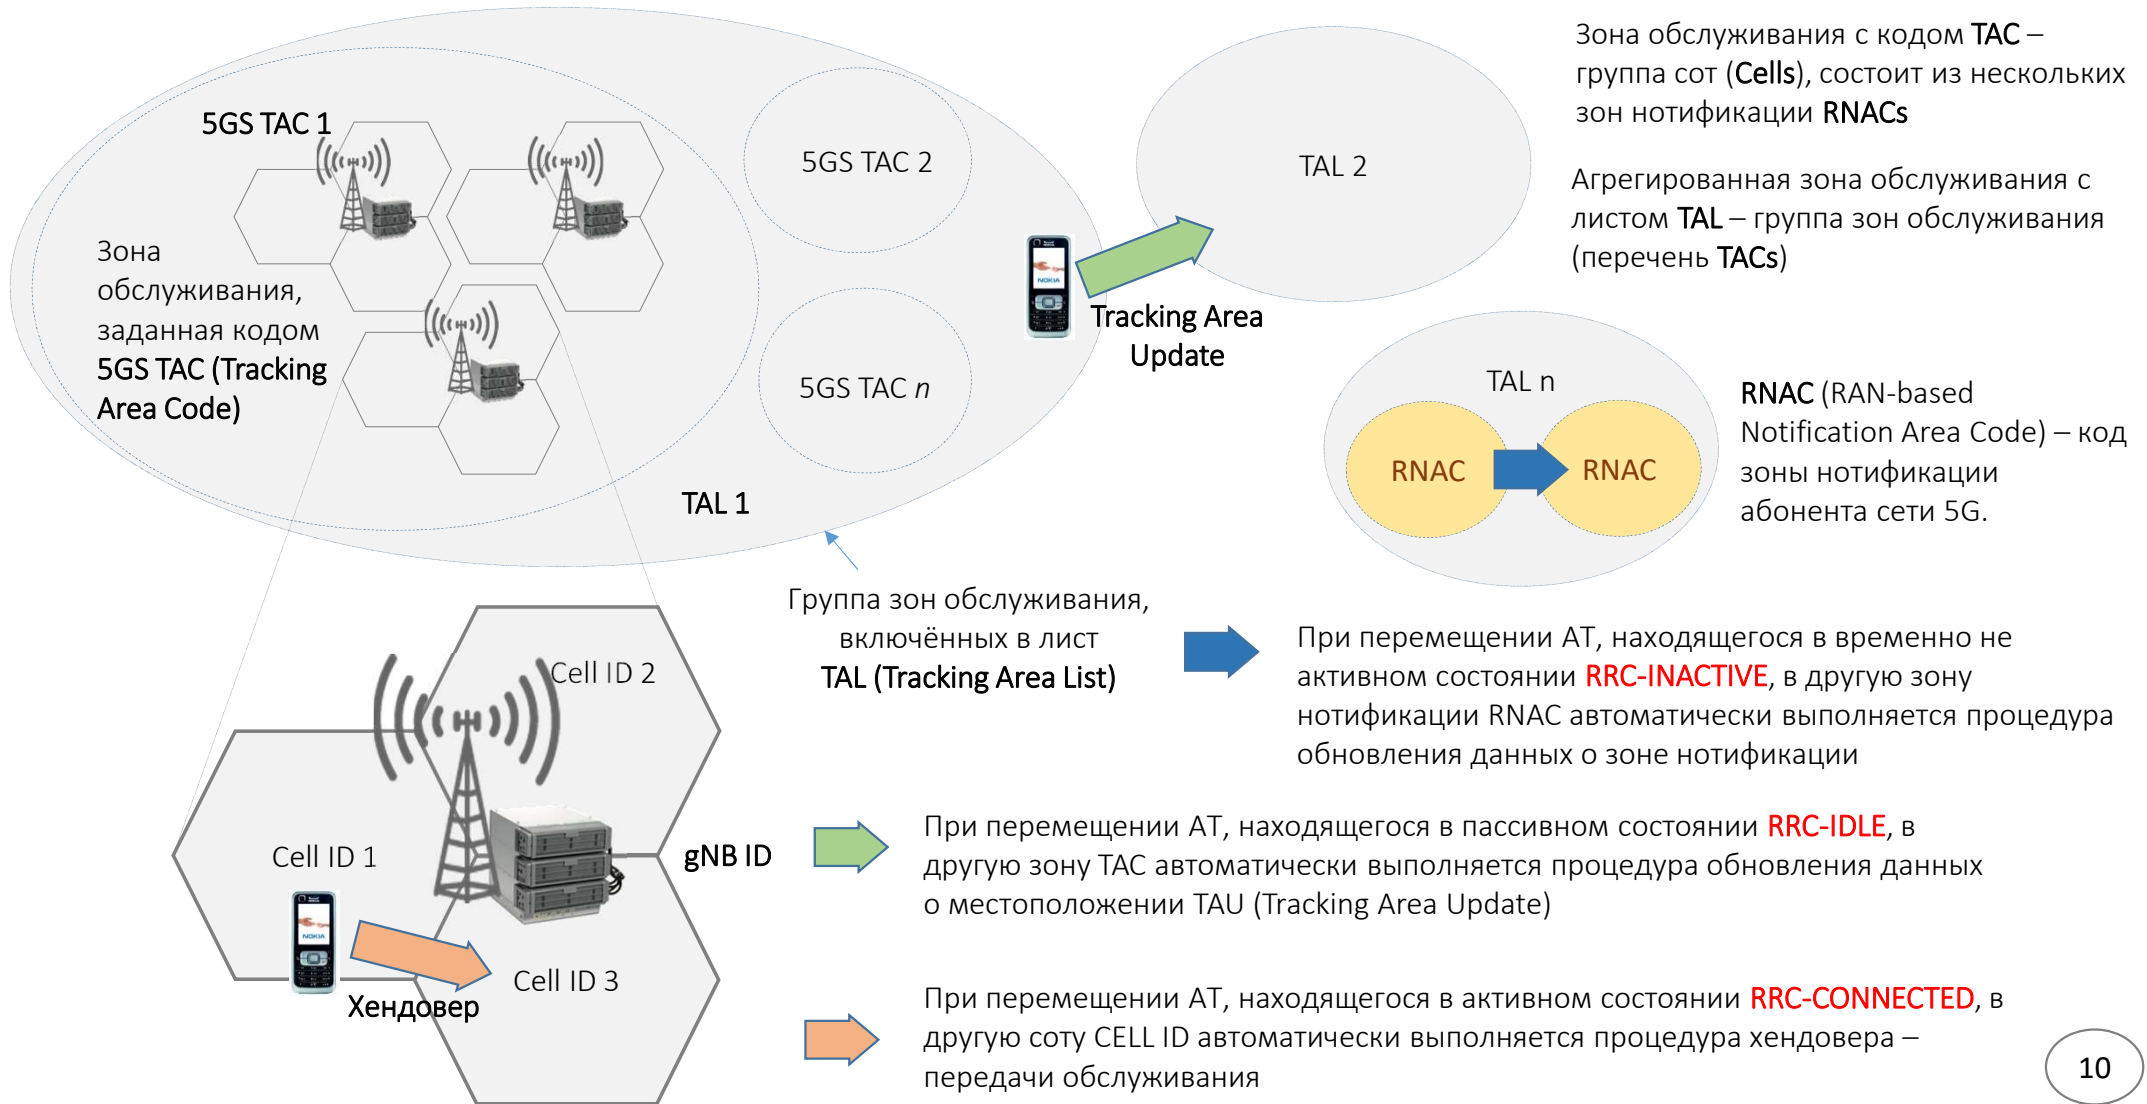 5GS TAC 1
Зона
обслуживания,
заданная кодом
5GS TAC (Tracking
Area Code)
5GS TAC 2
5GS TAC n
TAL 1
TAL 2
NOKIA
Tracking Area
Update
Зона обслуживания с кодом TAC –
группа сот (Cells), состоит из нескольких
зон нотификации RNACs
Агрегированная зона обслуживания с
листом TAL – группа зон обслуживания
(перечень TACs)
TAL n
RNAC
RNAC
RNAC (RAN-based
Notification Area Code) – код
зоны нотификации
абонента сети 5G.
Группа зон обслуживания,
включённых в лист
TAL (Tracking Area List)
При перемещении АТ, находящегося в временно не
активном состоянии RRC-INACTIVE, в другую зону
нотификации RNAC автоматически выполняется процедура
обновления данных о зоне нотификации
Cell ID 2
Cell ID 1
gNB ID
NOKIA
Cell ID 3
Хендовер
При перемещении АТ, находящегося в пассивном состоянии RRC-IDLE, в
другую зону TAC автоматически выполняется процедура обновления данных
о местоположении TAU (Tracking Area Update)
При перемещении АТ, находящегося в активном состоянии RRC-CONNECTED, в
другую соту CELL ID автоматически выполняется процедура хендовера –
передачи обслуживания
10